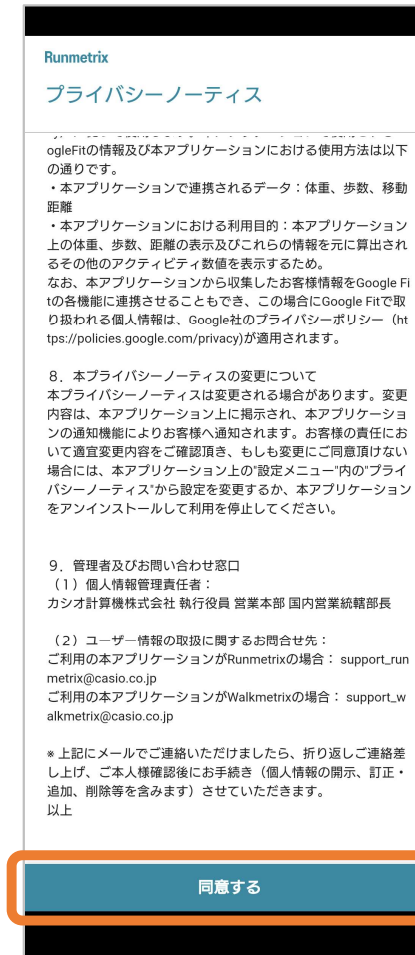 Runmetrix
プライバシーノーティス
ogleFitの情報及び本アプリケーションにおける使用方法は以下
の通りです。
・本アプリケーションで連携されるデータ：体重、歩数、移動
距離
・本アプリケーションにおける利用目的：本アプリケーション
上の体重、歩数、距離の表示及びこれらの情報を元に算出され
るその他のアクティビティ数値を表示するため。
なお、本アプリケーションから収集したお客様情報をGoogle Fi
tの各機能に連携させることもでき、この場合にGoogle Fitで取
り扱われる個人情報は、Google社のプライバシーポリシー（ht
tps://policies.google.com/privacy)が適用されます。
８．本プライバシーノーティスの変更について
本プライバシーノーティスは変更される場合があります。変更
内容は、本アプリケーション上に掲示され、本アプリケーショ
ンの通知機能によりお客様へ通知されます。お客様の責任にお
いて適宜変更内容をご確認頂き、もしも変更にご同意頂けない
場合には、本アプリケーション上の"設定メニュー"内の"プライ
バシーノーティス"から設定を変更するか、本アプリケーション
をアンインストールして利用を停止してください。
９．管理者及びお問い合わせ窓口
（１）個人情報管理責任者：
カシオ計算機株式会社 執行役員 営業本部 国内営業統轄部長
（２）ユーザー情報の取扱に関するお問合せ先：
ご利用の本アプリケーションがRunmetrixの場合： support_run
metrix@casio.co.jp
ご利用の本アプリケーションがWalkmetrixの場合： support_w
alkmetrix@casio.co.jp
※上記にメールでご連絡いただけましたら、折り返しご連絡差
し上げ、ご本人様確認後にお手続き（個人情報の開示、訂正・
追加、削除等を含みます）させていただきます。
以上
同意する